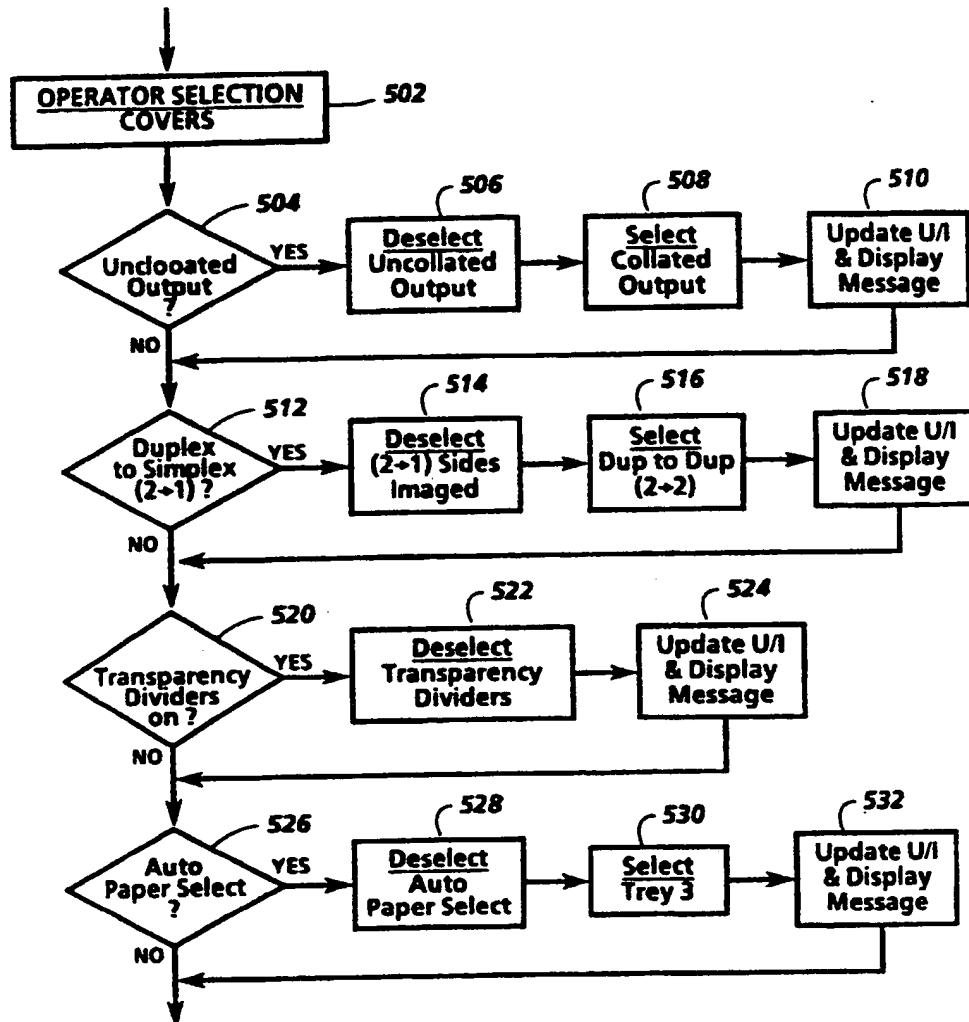 OPERATOR SELECTION
COVERS
502
504
Unclooated
Output
?
YES
NO
506
Deselect
Uncollated
Output
508
Select
Collated
Output
510
Update U/I
& Display
Message
512
Duplex
to Simplex
(2→1) ?
YES
NO
514
Deselect
(2→1) Sides
Imaged
516
Select
Dup to Dup
(2→2)
518
Update U/I
& Display
Message
520
Transparency
Dividers
on ?
YES
NO
522
Deselect
Transparency
Dividers
524
Update U/I
& Display
Message
526
Auto
Paper Select
?
YES
NO
528
Deselect
Auto
Paper Select
530
Select
Trey 3
532
Update U/I
& Display
Message